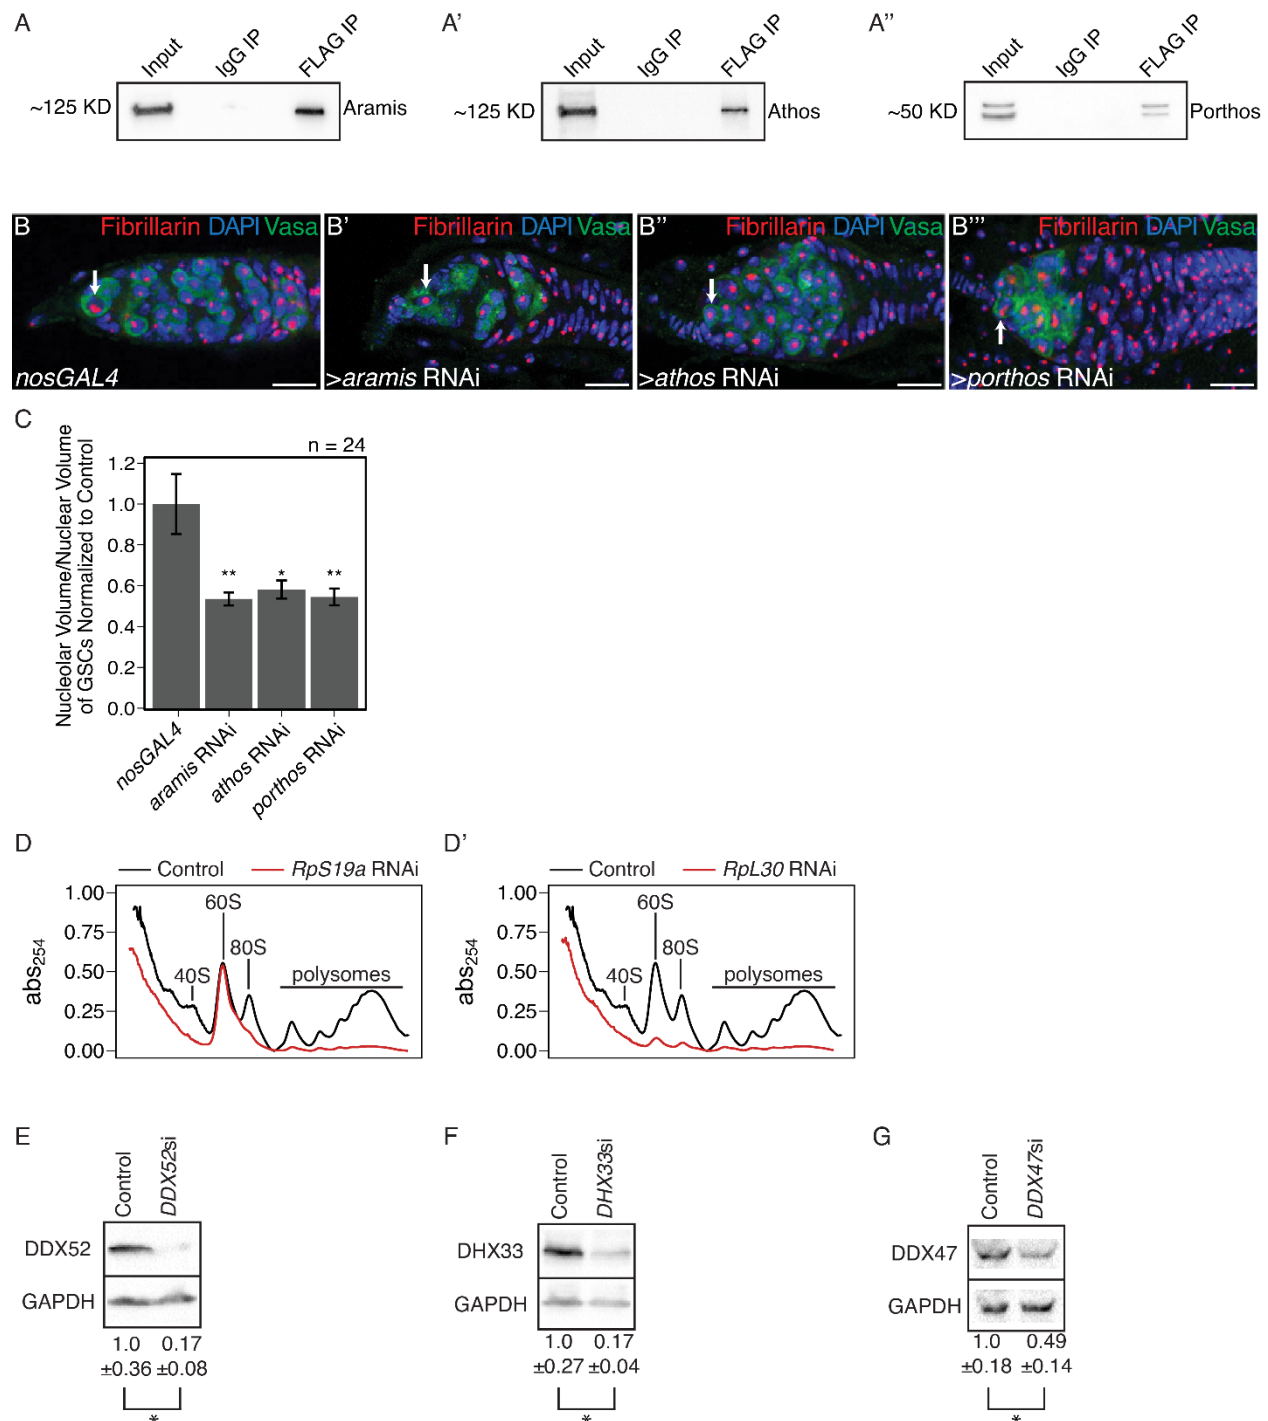 A
Input
IgG IP
FLAG IP
~125 KD
Aramis
A'
Input
IgG IP
FLAG IP
~125 KD
Athos
A''
Input
IgG IP
FLAG IP
~50 KD
Porthos
B
Fibrillarin DAPI Vasa
nosGAL4
B'
Fibrillarin DAPI Vasa
>aramis RNAi
B''
Fibrillarin DAPI Vasa
>athos RNAi
B'''
Fibrillarin DAPI Vasa
>porthos RNAi
C
Nucleolar Volume/Nuclear Volume
of GSCs Normalized to Control
n = 24
1.2
1.0
0.8
0.6
0.4
0.2
0.0
**
*
**
nosGAL4
aramis RNAi
athos RNAi
porthos RNAi
D
Control
RpS19a RNAi
abs254
1.00
0.75
0.50
0.25
0.00
40S
60S
80S
polysomes
D'
Control
RpL30 RNAi
abs254
1.00
0.75
0.50
0.25
0.00
40S
60S
80S
polysomes
E
Control
DDX52si
DDX52
GAPDH
1.0 0.17
±0.36 ±0.08
*
F
Control
DHX33si
DHX33
GAPDH
1.0 0.17
±0.27 ±0.04
*
G
Control
DDX47si
DDX47
GAPDH
1.0 0.49
±0.18 ±0.14
*